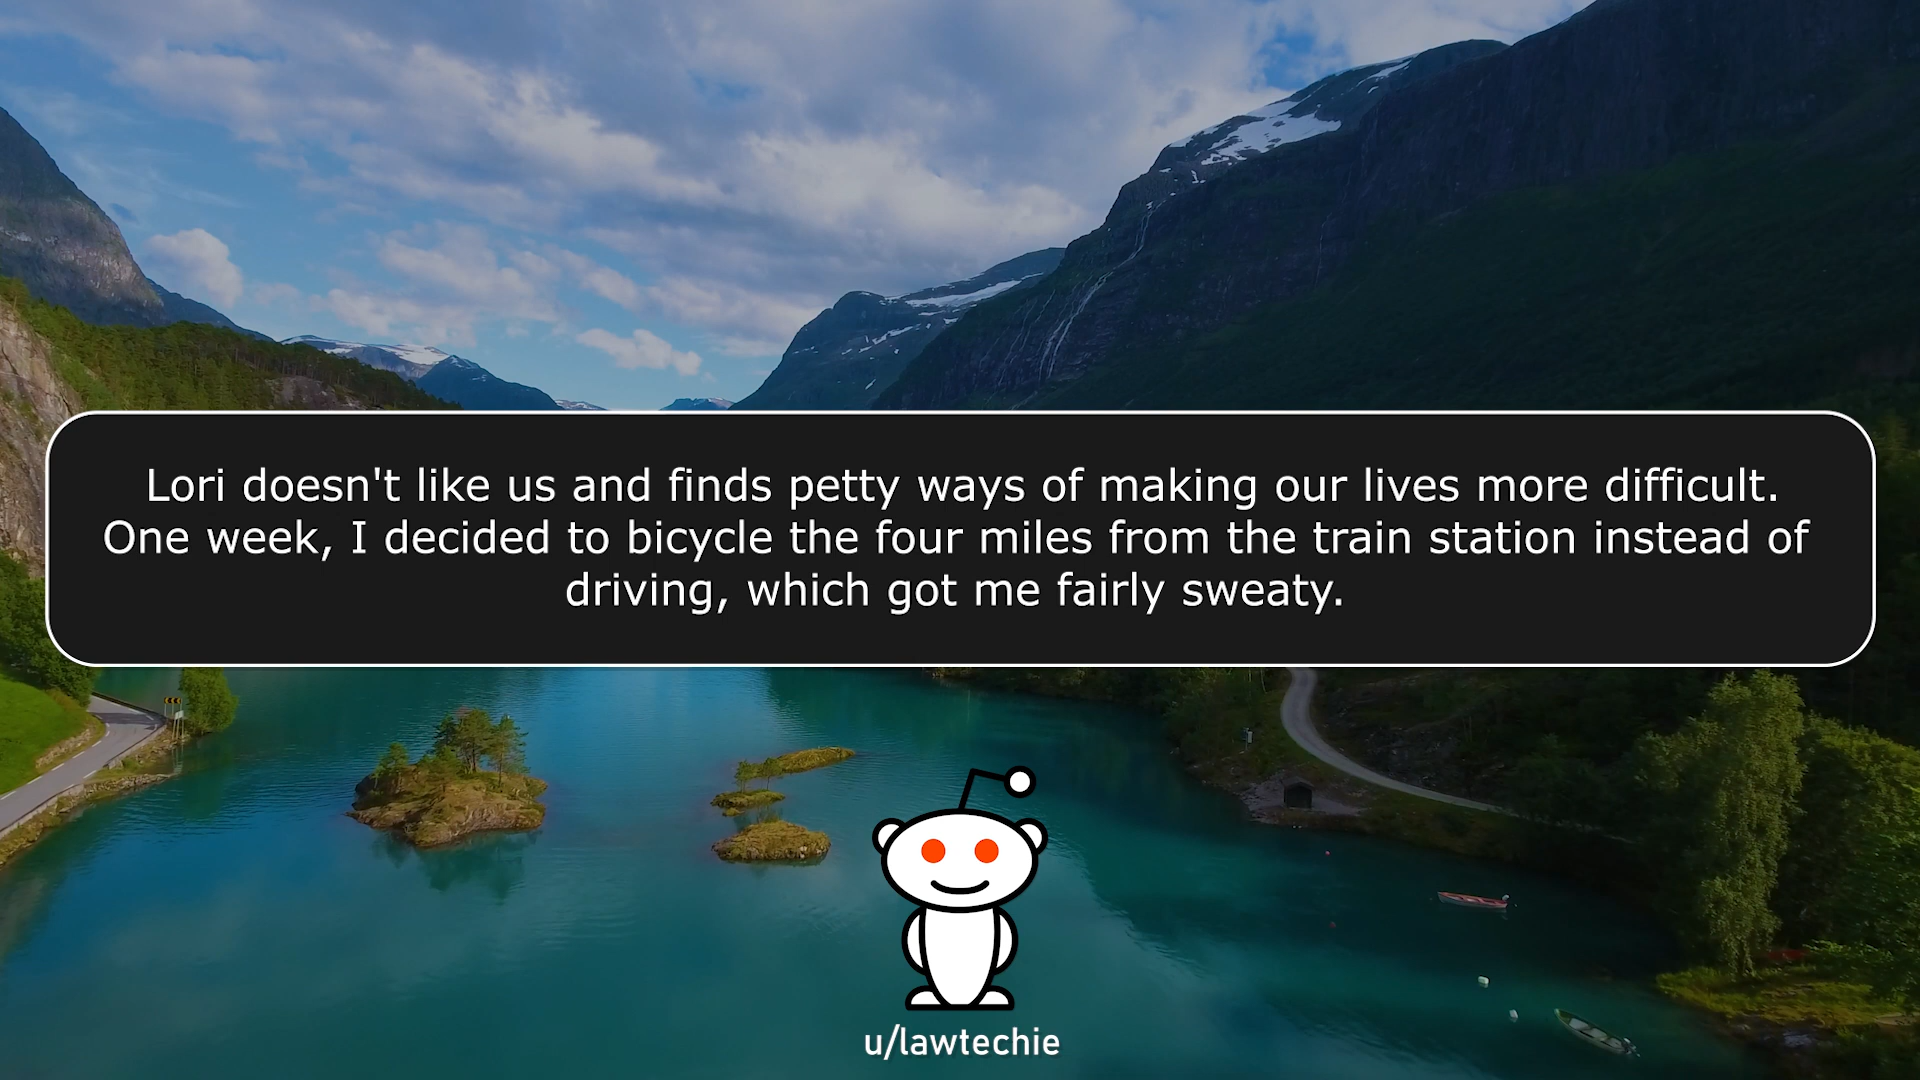 Lori doesn't like us and finds petty ways of making our lives more difficult.
One week, I decided to bicycle the four miles from the train station instead of
driving, which got me fairly sweaty.
u/lawtechie